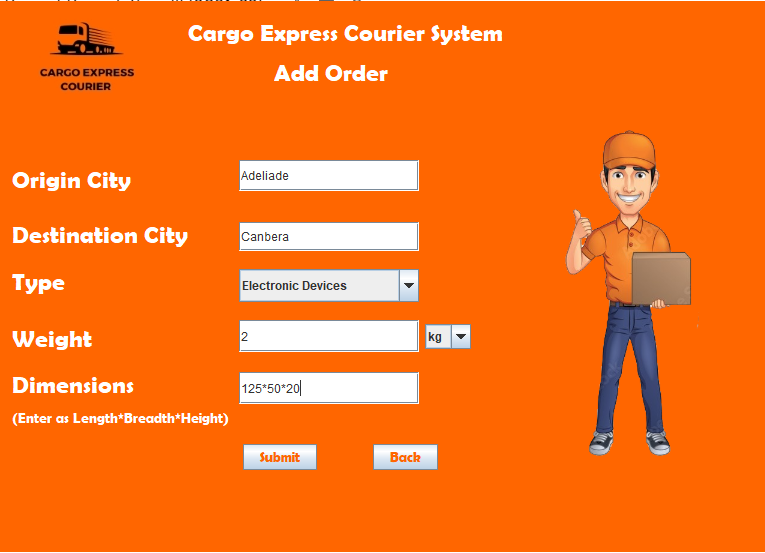 Cargo Express Courier System
CARGO EXPRESS
COURIER
Add Order
Origin City
Adeliade
Destination City
Canbera
Type
Electronic Devices
Weight
2
kg
Dimensions
125*50*20
(Enter as Length*Breadth*Height)
Submit
Back